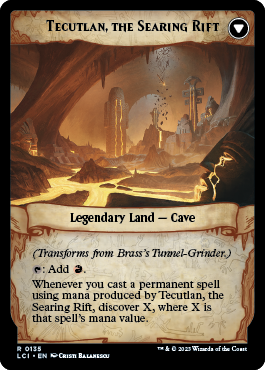 Tecutlan, the Searing Rift
Legendary Land — Cave
(Transforms from Brass's Tunnel-Grinder.)
: Add .
Whenever you cast a permanent spell
using mana produced by Tecutlan, the
Searing Rift, discover X, where X is
that spell's mana value.
R 0135
LCI • EN Cristi Balanescu
™ & © 2023 Wizards of the Coast